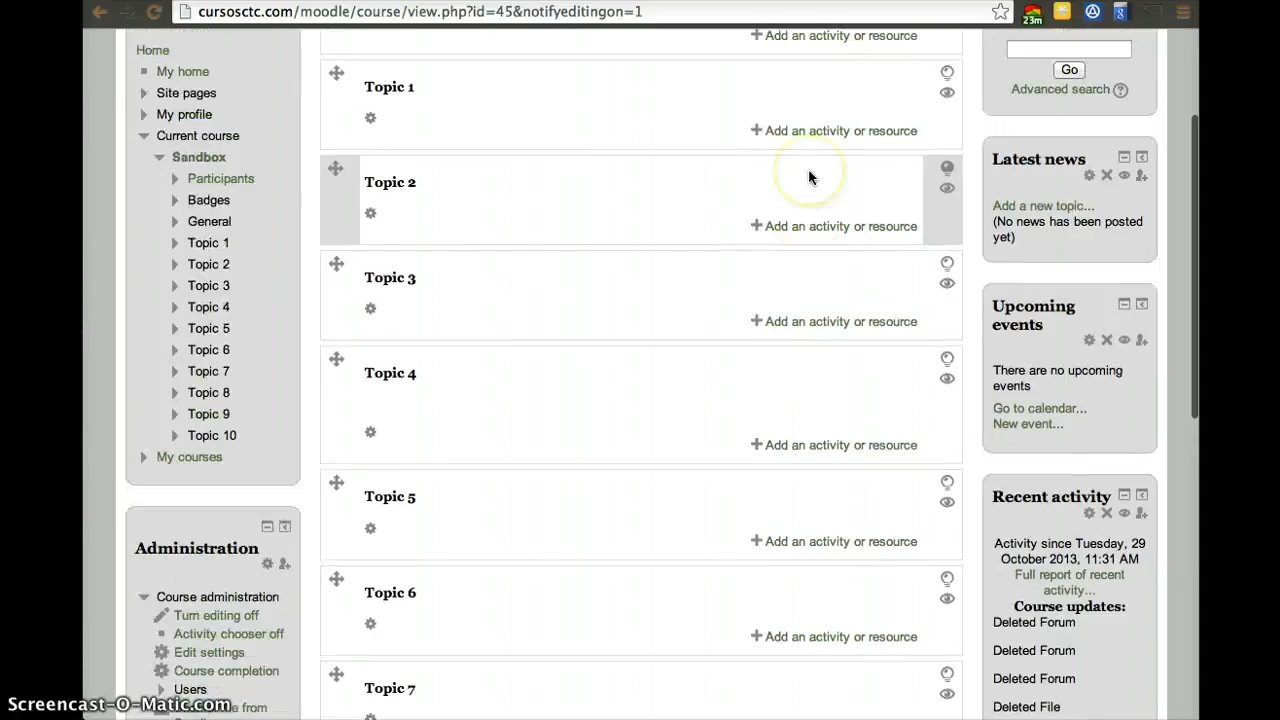 cursosctc.com/moodle/course/view.php?id=45&notifyeditingon=1
23m
Home
My home
Site pages
My profile
Current course
Sandbox
Participants
Badges
General
Topic 1
Topic 2
Topic 3
Topic 4
Topic 5
Topic 6
Topic 7
Topic 8
Topic 9
Topic 10
My courses
Administration
Course administration
Turn editing off
Activity chooser off
Edit settings
Course completion
Users
from
Add an activity or resource
Topic 1
Add an activity or resource
Topic 2
Add an activity or resource
Topic 3
Add an activity or resource
Topic 4
Add an activity or resource
Topic 5
Add an activity or resource
Topic 6
Add an activity or resource
Topic 7
Go
Advanced search
Latest news
Add a new topic...
(No news has been posted
yet)
Upcoming
events
There are no upcoming
events
Go to calendar...
New event...
Recent activity
Activity since Tuesday, 29
October 2013, 11:31 AM
Full report of recent
activity...
Course updates:
Deleted Forum
Deleted Forum
Deleted Forum
Deleted File
Screencast-O-Matic.com